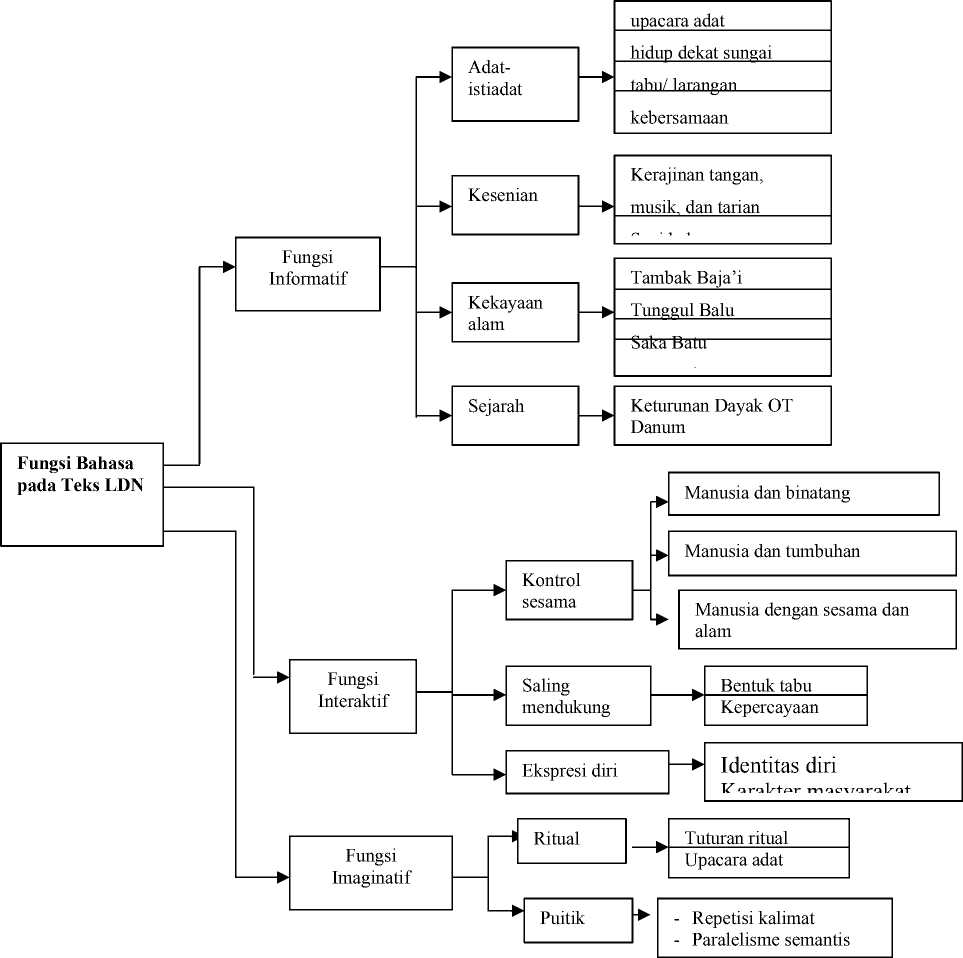 upacara adat
hidup dekat sungai
tabu/ larangan
kebersamaan
Adat-
istiadat
Kerajinan tangan,
musik, dan tarian
Kesenian
Fungsi
Informatif
Tambak Baja’i
Tunggul Balu
Saka Batu
Kekayaan
alam
Sejarah
Keturunan Dayak OT
Danum
Fungsi Bahasa
pada Teks LDN
Manusia dan binatang
Manusia dan tumbuhan
Kontrol
sesama
Manusia dengan sesama dan
alam
Fungsi
Interaktif
Saling
mendukung
Bentuk tabu
Kepercayaan
Ekspresi diri
Identitas diri
Karakter masyarakat
Ritual
Tuturan ritual
Upacara adat
Fungsi
Imaginatif
Puitik
- Repetisi kalimat
- Paralelisme semantis